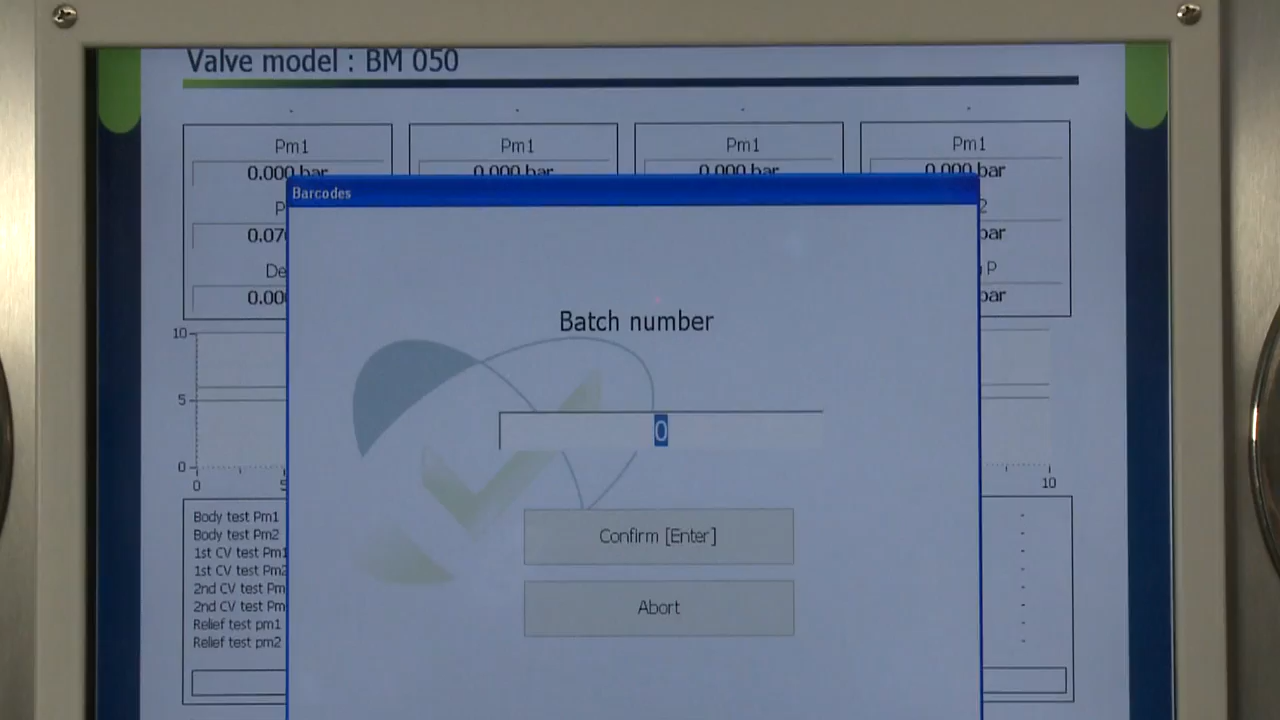 Valve model : BM 050
Pm1 Pm1 Pm1 Pm1
0.000 bar 0.000 bar 0.000 bar 0.000 bar
Barcodes
bar
P
bar
Batch number
10
5
0
0
0
10
Body test Pm1
Body test Pm2
1st CV test Pm1
1st CV test Pm2
2nd CV test Pm
2nd CV test Pm
Relief test pm1
Relief test pm2
Confirm [Enter]
Abort